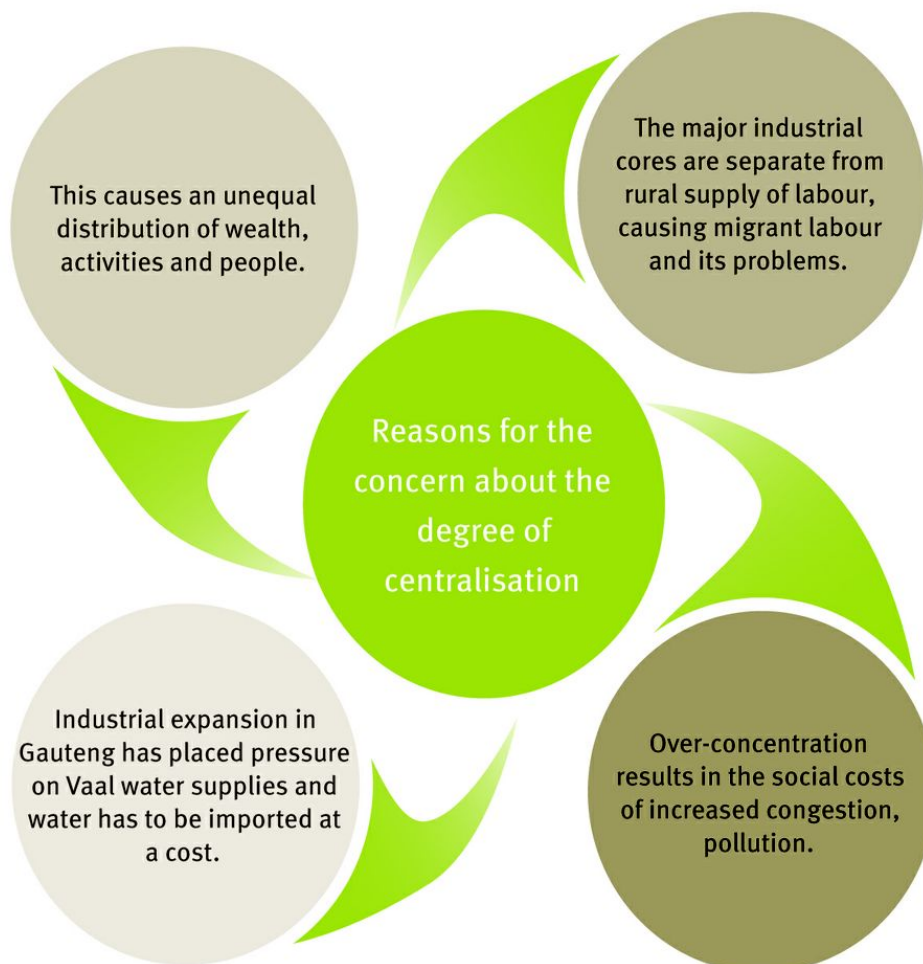 This causes an unequal
distribution of wealth,
activities and people.
The major industrial
cores are separate from
rural supply of labour,
causing migrant labour
and its problems.
Reasons for the
concern about the
degree of
centralisation
Industrial expansion in
Gauteng has placed pressure
on Vaal water supplies and
water has to be imported at
a cost.
Over-concentration
results in the social costs
of increased congestion,
pollution.